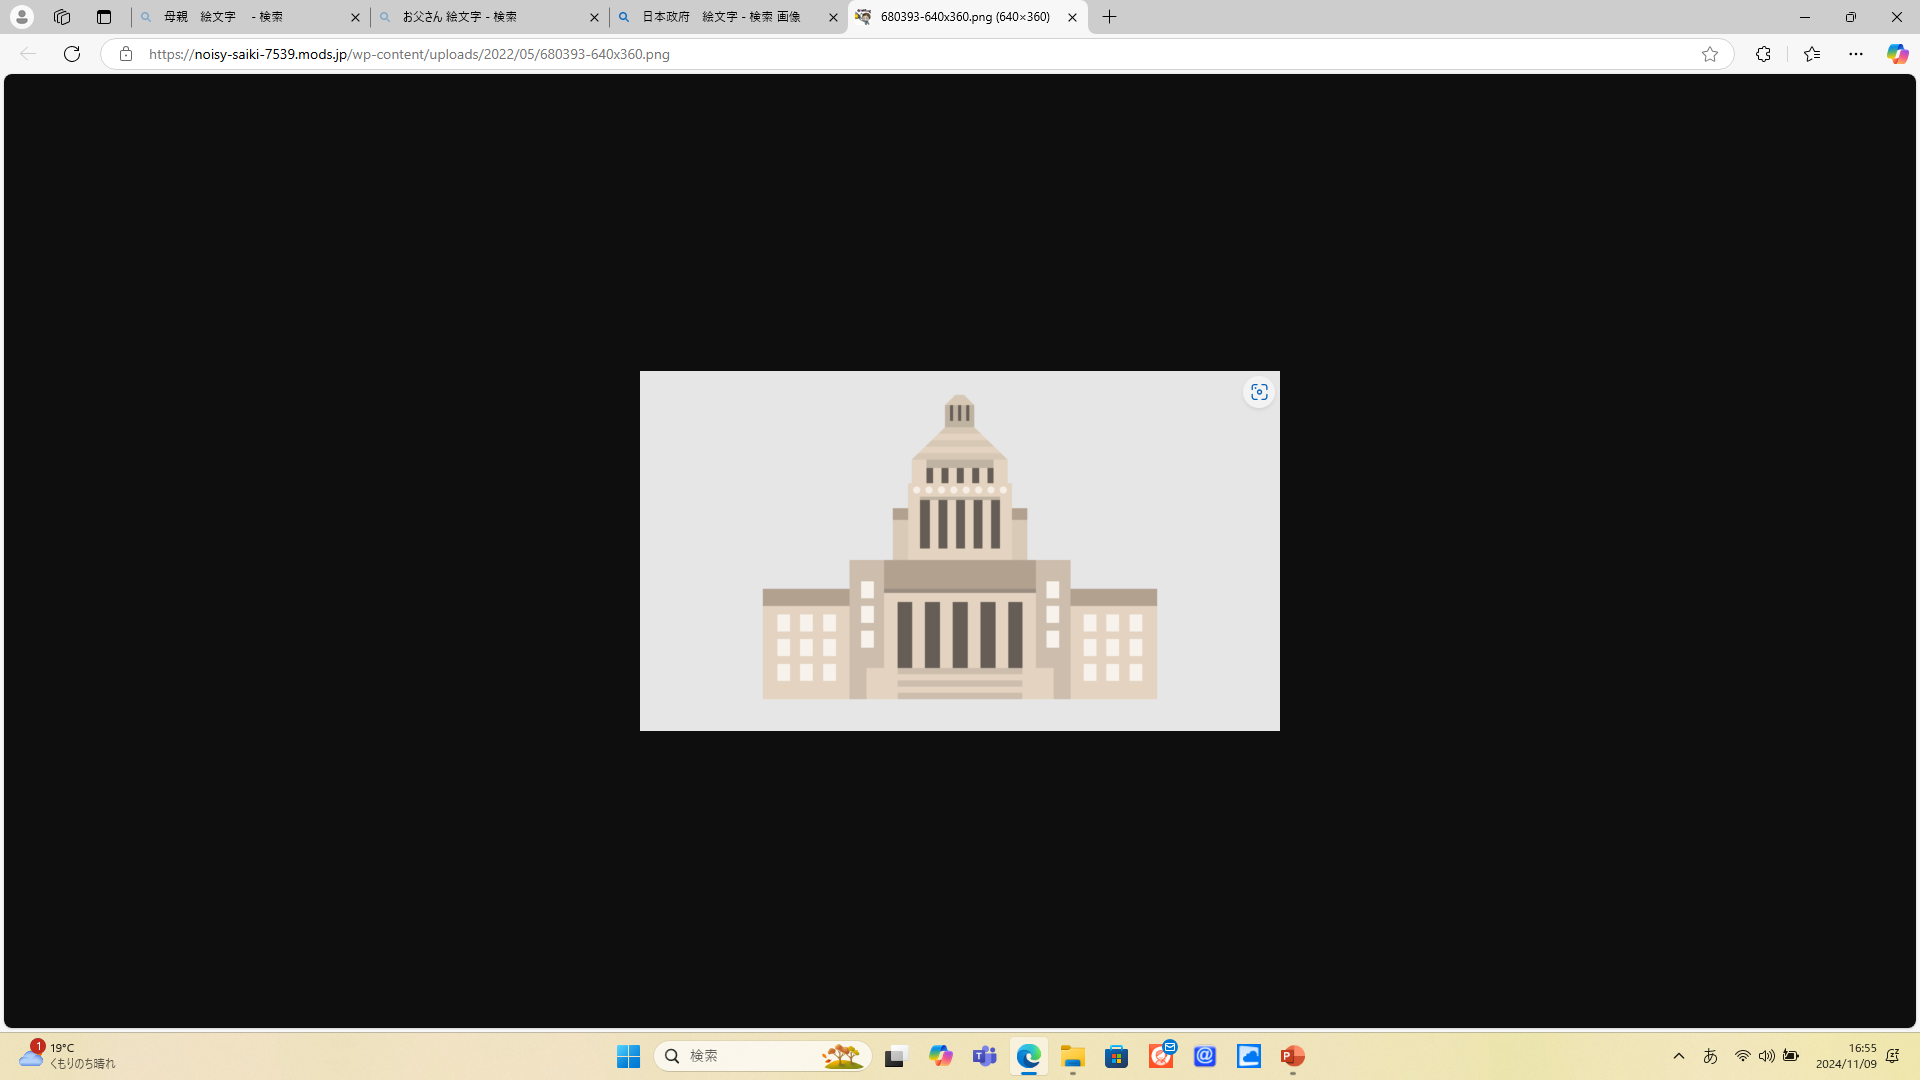 母親　絵文字　 - 検索
お父さん 絵文字 - 検索
日本政府　絵文字 - 検索 画像
680393-640x360.png (640×360)
https://noisy-saiki-7539.mods.jp/wp-content/uploads/2022/05/680393-640x360.png
1
19°C
くもりのち晴れ
検索
あ
16:55
2024/11/09